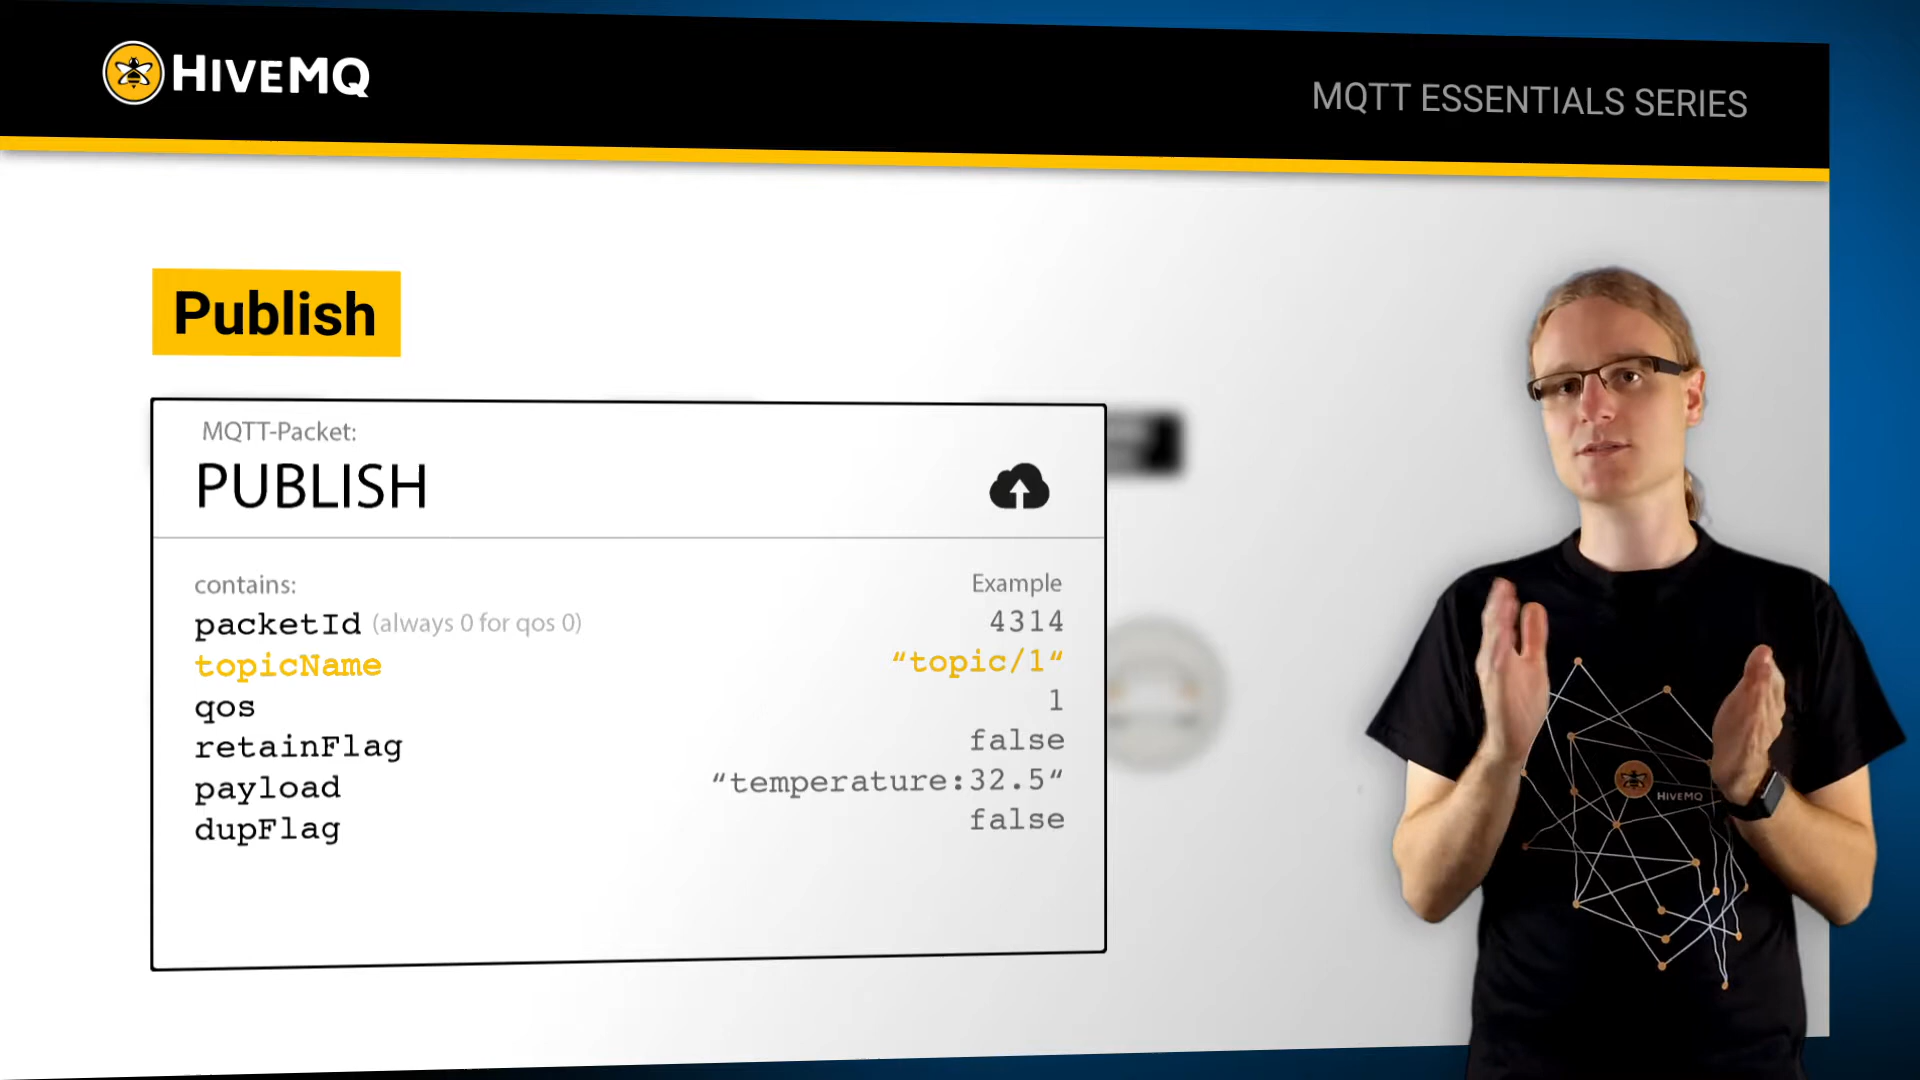 HIVEMQ
MQTT ESSENTIALS SERIES
Publish
MQTT-Packet:
PUBLISH
contains: Example
packetId (always 0 for qos 0) 4314
topicName “topic/1“
qos 1
retainFlag false
payload “temperature:32.5“
dupFlag false
HIVEMQ